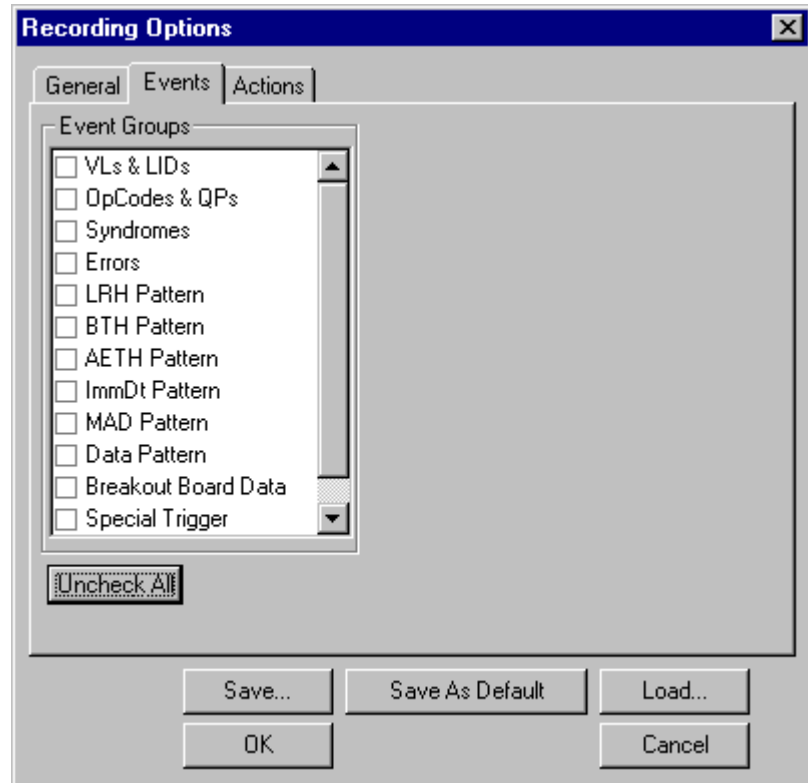 Recording Options
General Events Actions
Event Groups
VLs & LIDs
OpCodes & QPs
Syndromes
Errors
LRH Pattern
BTH Pattern
AETH Pattern
ImmDt Pattern
MAD Pattern
Data Pattern
Breakout Board Data
Special Trigger
Uncheck All
Save... Save As Default Load...
OK Cancel